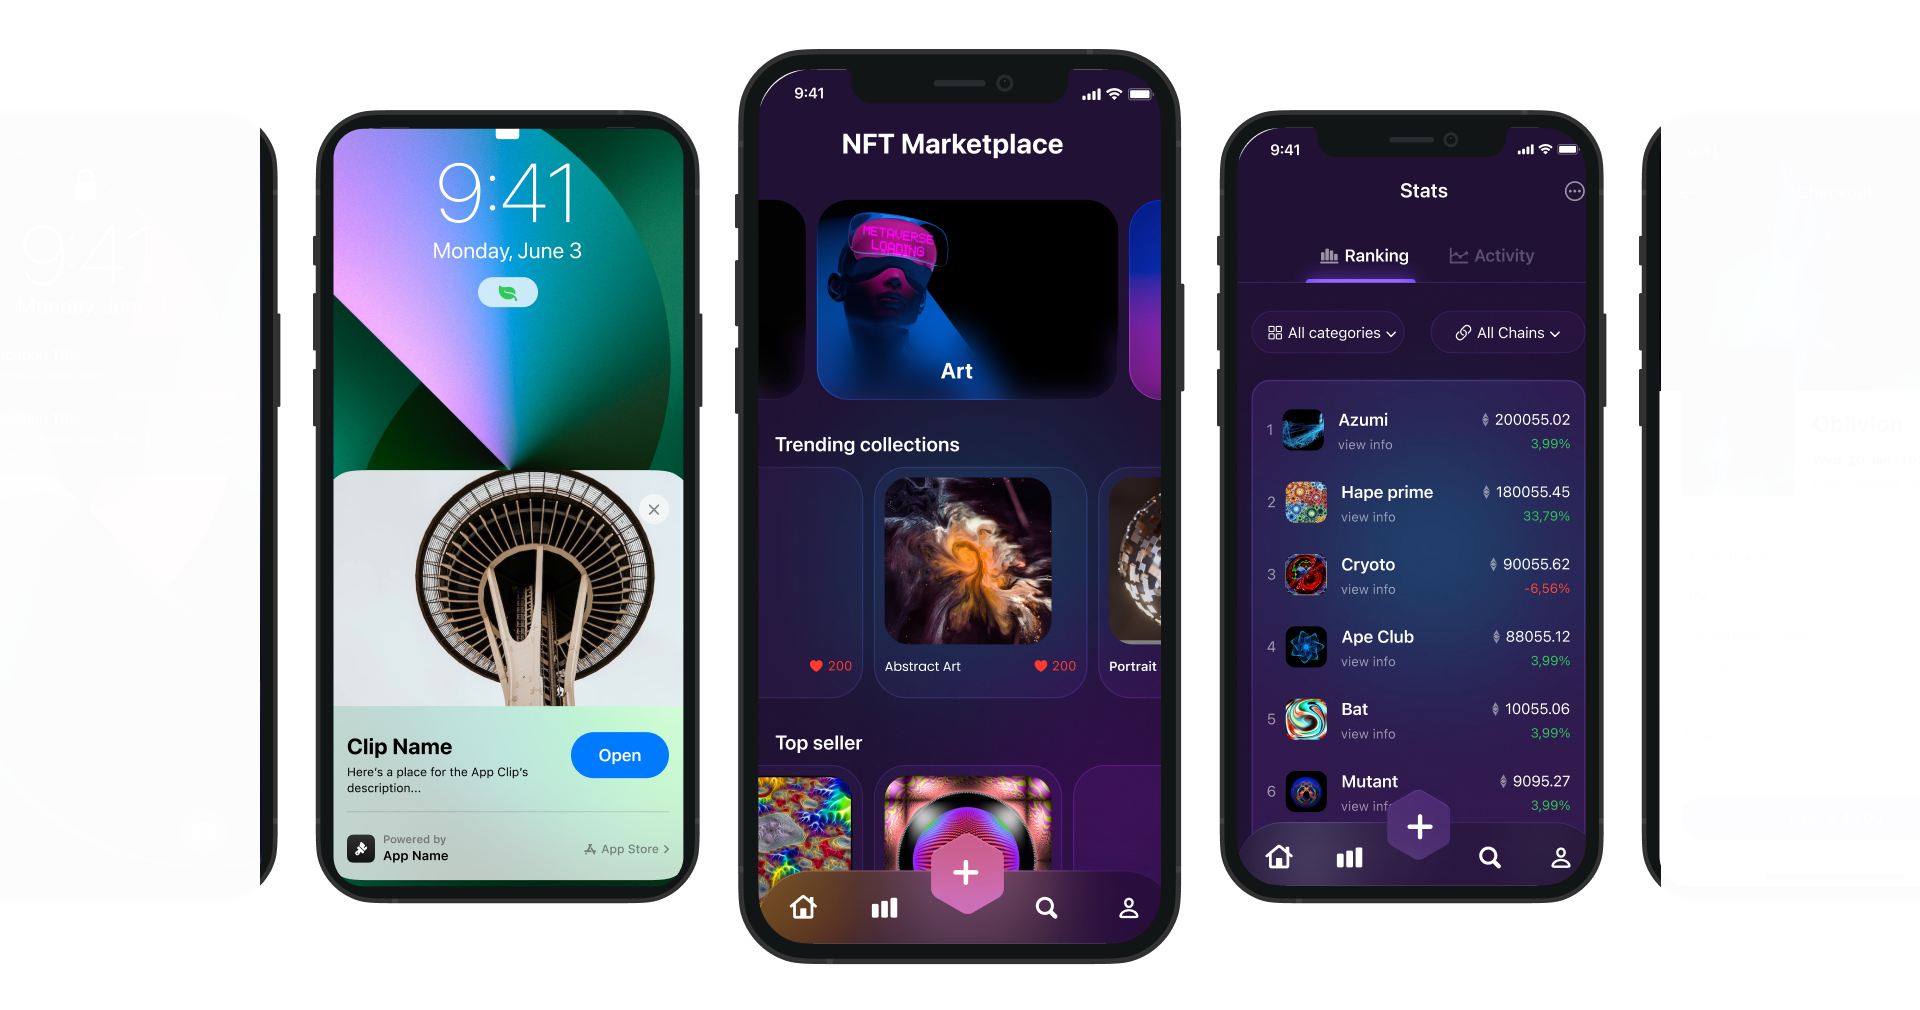 9:41
Monday, June 3
Clip Name
Open
Here's a place for the App Clip's
description...
Powered by
App Name
App Store
9:41
NFT Marketplace
METAVERSE
LOADING
Art
Trending collections
200
Abstract Art
200
Portrait
Top seller
9:41
Stats
Ranking
Activity
All categories
All Chains
1
Azumi
200055.02
view info
3,99%
2
Hape prime
180055.45
view info
33,79%
3
Cryoto
90055.62
view info
-6,56%
4
Ape Club
88055.12
view info
3,99%
5
Bat
10055.06
view info
3,99%
6
Mutant
9095.27
view info
3,99%